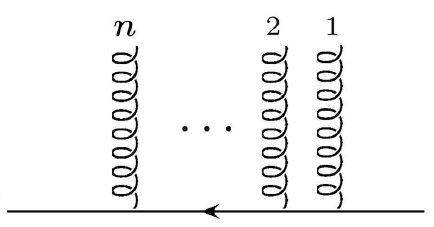 n 2 1
. . .